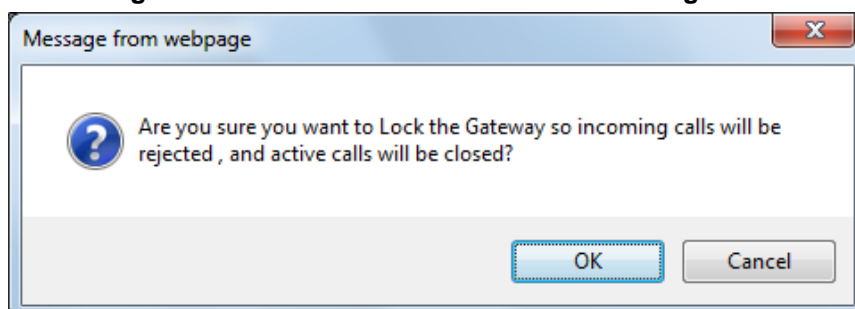 Message from webpage
Are you sure you want to Lock the Gateway so incoming calls will be
rejected , and active calls will be closed?
OK
Cancel